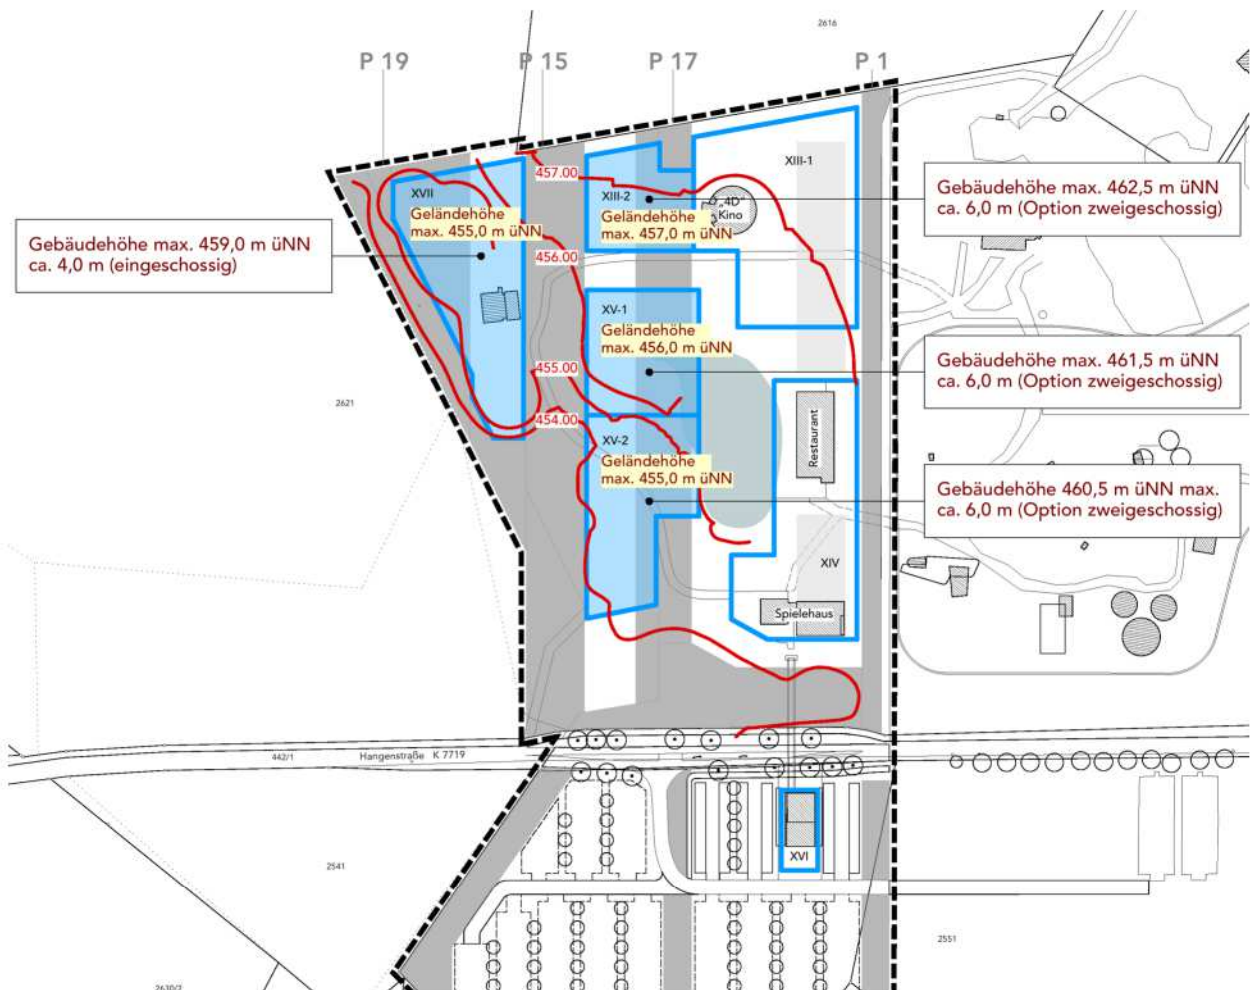 2616
P 19
P 15
P 17
P 1
XVII
Geländehöhe
max. 455,0 m üNN
457.00
XIII-2
Geländehöhe
max. 457,0 m üNN
„4D"
Kino
XIII-1
Gebäudehöhe max. 462,5 m üNN
ca. 6,0 m (Option zweigeschossig)
Gebäudehöhe max. 459,0 m üNN
ca. 4,0 m (eingeschossig)
456.00
XV-1
Geländehöhe
max. 456,0 m üNN
455.00
Gebäudehöhe max. 461,5 m üNN
ca. 6,0 m (Option zweigeschossig)
2621
454.00
XV-2
Geländehöhe
max. 455,0 m üNN
Restaurant
Gebäudehöhe 460,5 m üNN max.
ca. 6,0 m (Option zweigeschossig)
XIV
Spielehaus
442/1
Hangenstraße K 7719
XVI
2541
2551
2630/2